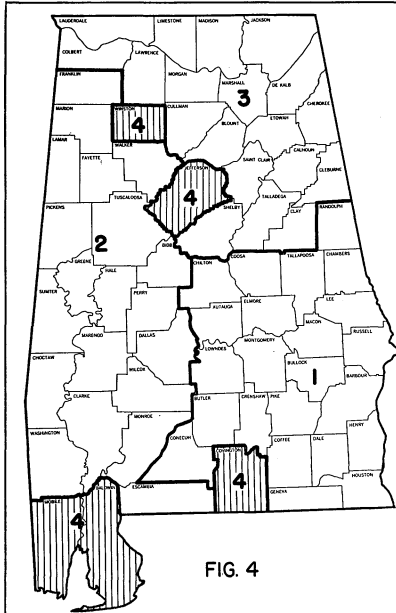 LAUDERDALE LIMESTONE MADISON JACKSON
COLBERT LAWRENCE
FRANKLIN MORGAN MARSHALL DE KALB
3
MARION WINSTON CULLMAN CHEROKEE
4 BLOUNT ETOWAH
LAMAR WALKER
FAYETTE JEFFERSON SAINT CLAIR CALHOUN
4 CLEBURNE
TUSCALOOSA TALLADEGA
PICKENS SHELBY CLAY RANDOLPH
2
GREENE BIBB CHILTON COOSA TALLAPOOSA CHAMBERS
HALE
SUMTER PERRY AUTAUGA ELMORE LEE
MACON
MARENGO DALLAS LOWNDES MONTGOMERY RUSSELL
CHOCTAW BULLOCK
WILCOX 1 BARBOUR
CLARKE BUTLER CRENSHAW PIKE
MONROE HENRY
WASHINGTON CONECUH COFFEE DALE
COVINGTON HOUSTON
MOBILE BALDWIN ESCAMBIA 4 GENEVA
4
FIG. 4